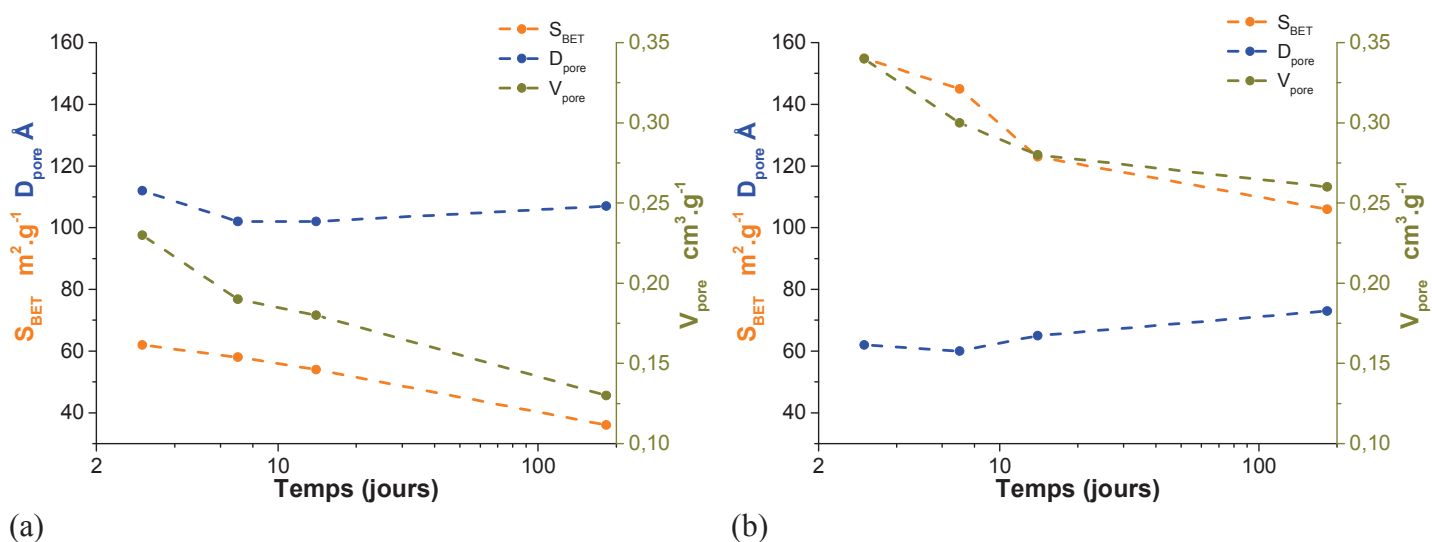 S_BET
D_pore
V_pore
160
140
120
100
80
60
40
0,35
0,30
0,25
0,20
0,15
0,10
2
10
100
S_BET m².g⁻¹ D_pore Å
V_pore cm³.g⁻¹
Temps (jours)
(a)
S_BET
D_pore
V_pore
160
140
120
100
80
60
40
0,35
0,30
0,25
0,20
0,15
0,10
2
10
100
S_BET m².g⁻¹ D_pore Å
V_pore cm³.g⁻¹
Temps (jours)
(b)